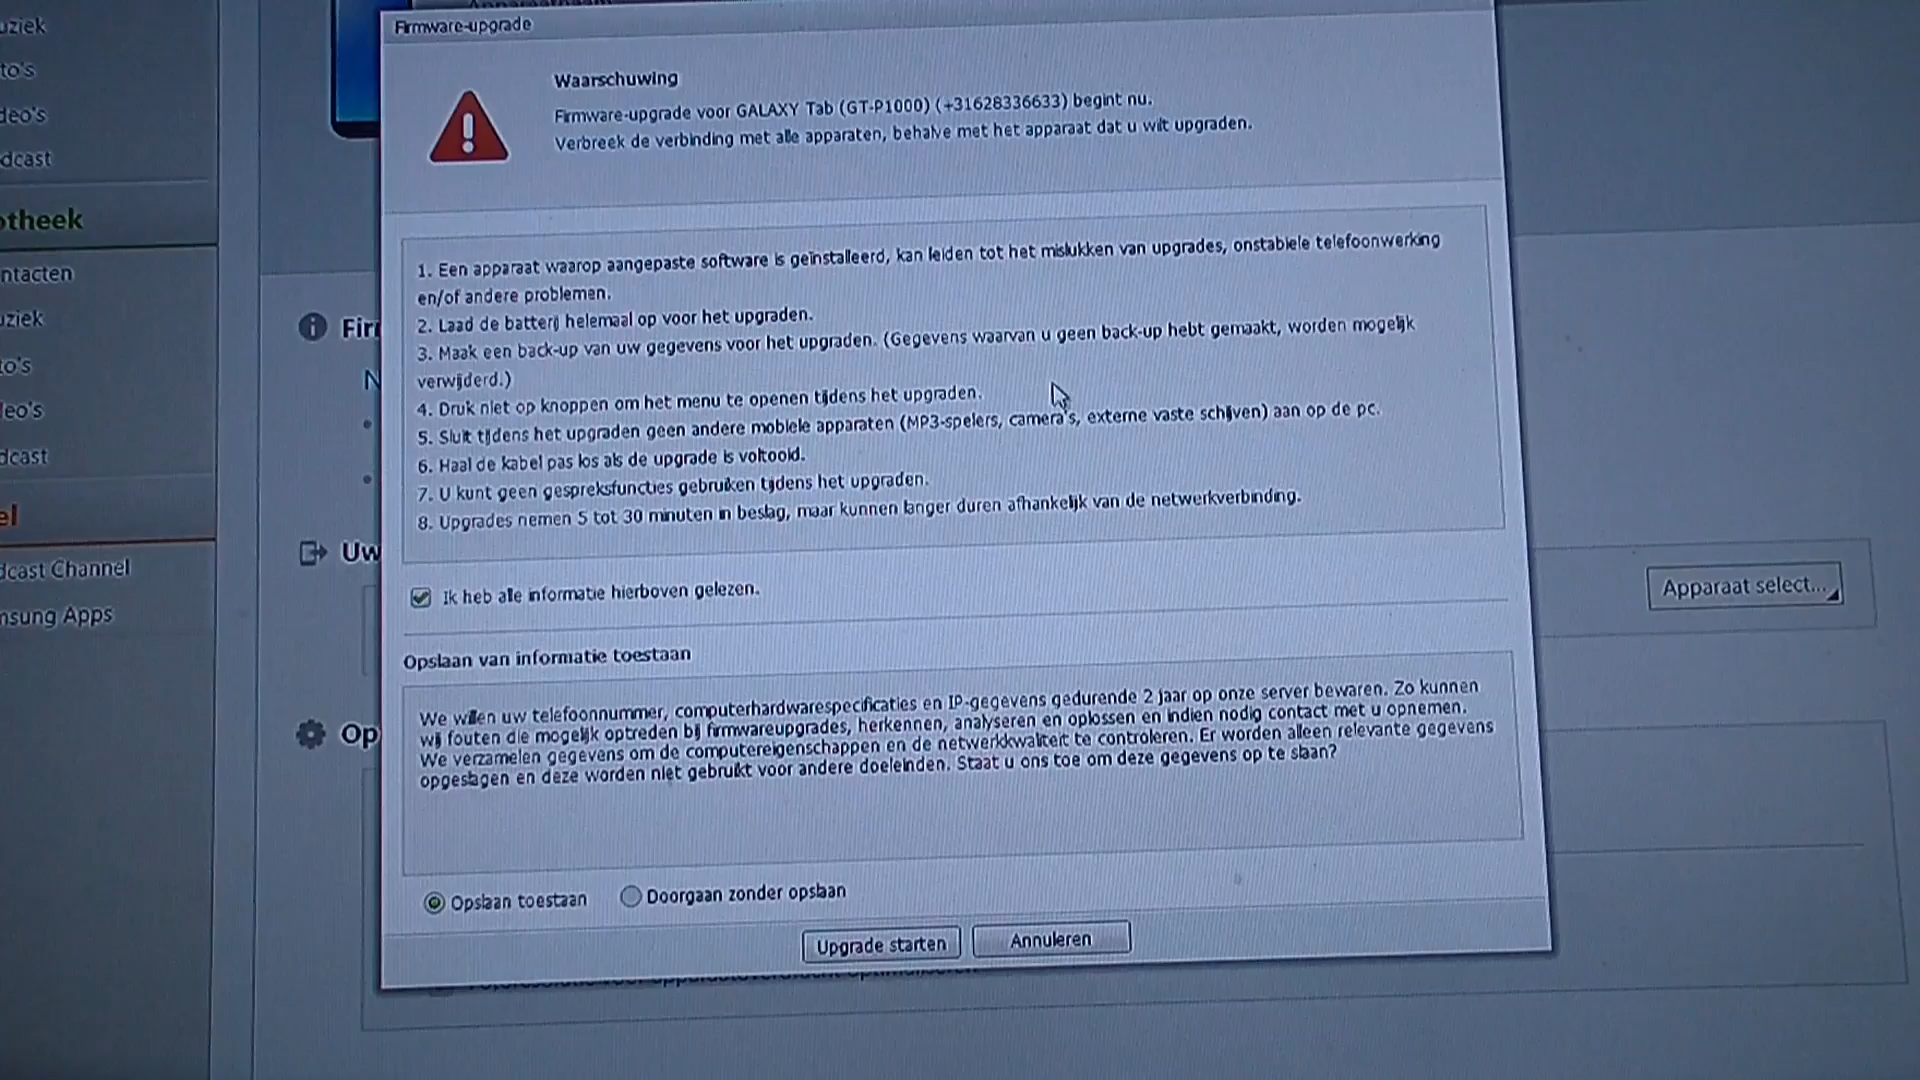 Firmware-upgrade
Waarschuwing
Firmware-upgrade voor GALAXY Tab (GT-P1000) (+31628336633) begint nu.
Verbreek de verbinding met alle apparaten, behalve met het apparaat dat u wilt upgraden.
1. Een apparaat waarop aangepaste software is geïnstalleerd, kan leiden tot het mislukken van upgrades, onstabiele telefoonwerking
en/of andere problemen.
2. Laad de batterij helemaal op voor het upgraden.
3. Maak een back-up van uw gegevens voor het upgraden. (Gegevens waarvan u geen back-up hebt gemaakt, worden mogelijk
verwijderd.)
4. Druk niet op knoppen om het menu te openen tijdens het upgraden.
5. Sluit tijdens het upgraden geen andere mobiele apparaten (MP3-spelers, camera's, externe vaste schijven) aan op de pc.
6. Haal de kabel pas los als de upgrade is voltooid.
7. U kunt geen gespreksfuncties gebruiken tijdens het upgraden.
8. Upgrades nemen 5 tot 30 minuten in beslag, maar kunnen langer duren afhankelijk van de netwerkverbinding.
Ik heb alle informatie hierboven gelezen.
Opslaan van informatie toestaan
We willen uw telefoonnummer, computerhardwarespecificaties en IP-gegevens gedurende 2 jaar op onze server bewaren. Zo kunnen
wij fouten die mogelijk optreden bij firmwareupgrades, herkennen, analyseren en oplossen en indien nodig contact met u opnemen.
We verzamelen gegevens om de computereigenschappen en de netwerkkwaliteit te controleren. Er worden alleen relevante gegevens
opgeslagen en deze worden niet gebruikt voor andere doeleinden. Staat u ons toe om deze gegevens op te slaan?
Opslaan toestaan
Doorgaan zonder opslaan
Upgrade starten
Annuleren
uziek
to's
deo's
dcast
otheek
ntacten
uziek
to's
deo's
dcast
el
dcast Channel
msung Apps
Fir
N
Uw
Op
Apparaat select...